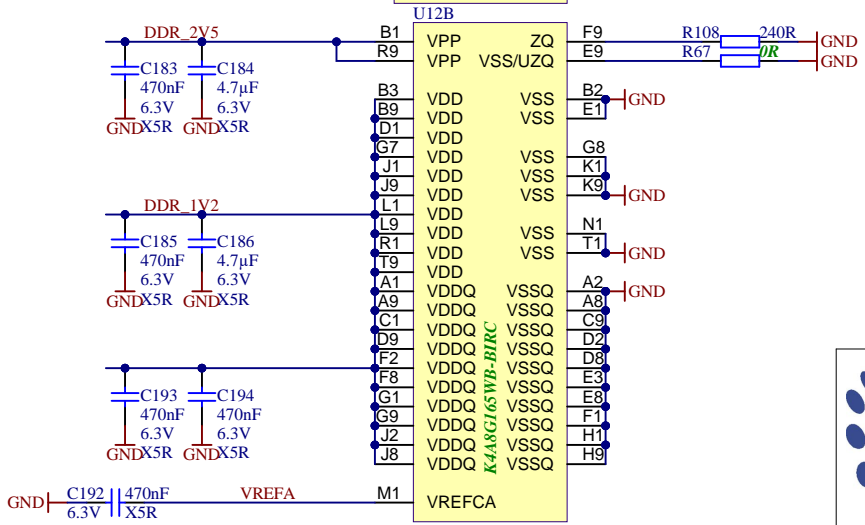 U12B
DDR_2V5 B1 VPP ZQ F9 R108 240R GND
R9 VPP VSS/UZQ E9 R67 0R GND
C183 C184
470nF 4.7µF
6.3V 6.3V
GND X5R GND X5R
B3 VDD VSS B2 GND
B9 VDD VSS E1
D1 VDD
G7 VDD VSS G8
J1 VDD VSS K1
J9 VDD VSS K9 GND
DDR_1V2 L1 VDD
L9 VDD VSS N1
R1 VDD VSS T1 GND
T9 VDD
C185 C186
470nF 4.7µF
6.3V 6.3V
GND X5R GND X5R
A1 VDDQ VSSQ A2 GND
A9 VDDQ VSSQ A8
C1 VDDQ VSSQ C9
D9 VDDQ VSSQ D2
F2 VDDQ VSSQ D8
F8 VDDQ VSSQ E3
G1 VDDQ VSSQ E8
G9 VDDQ VSSQ F1
J2 VDDQ VSSQ H1
J8 VDDQ VSSQ H9
K4A8G165WB-BIRC
C193 C194
470nF 470nF
6.3V 6.3V
GND X5R GND X5R
GND C192 470nF VREFA M1 VREFCA
6.3V X5R